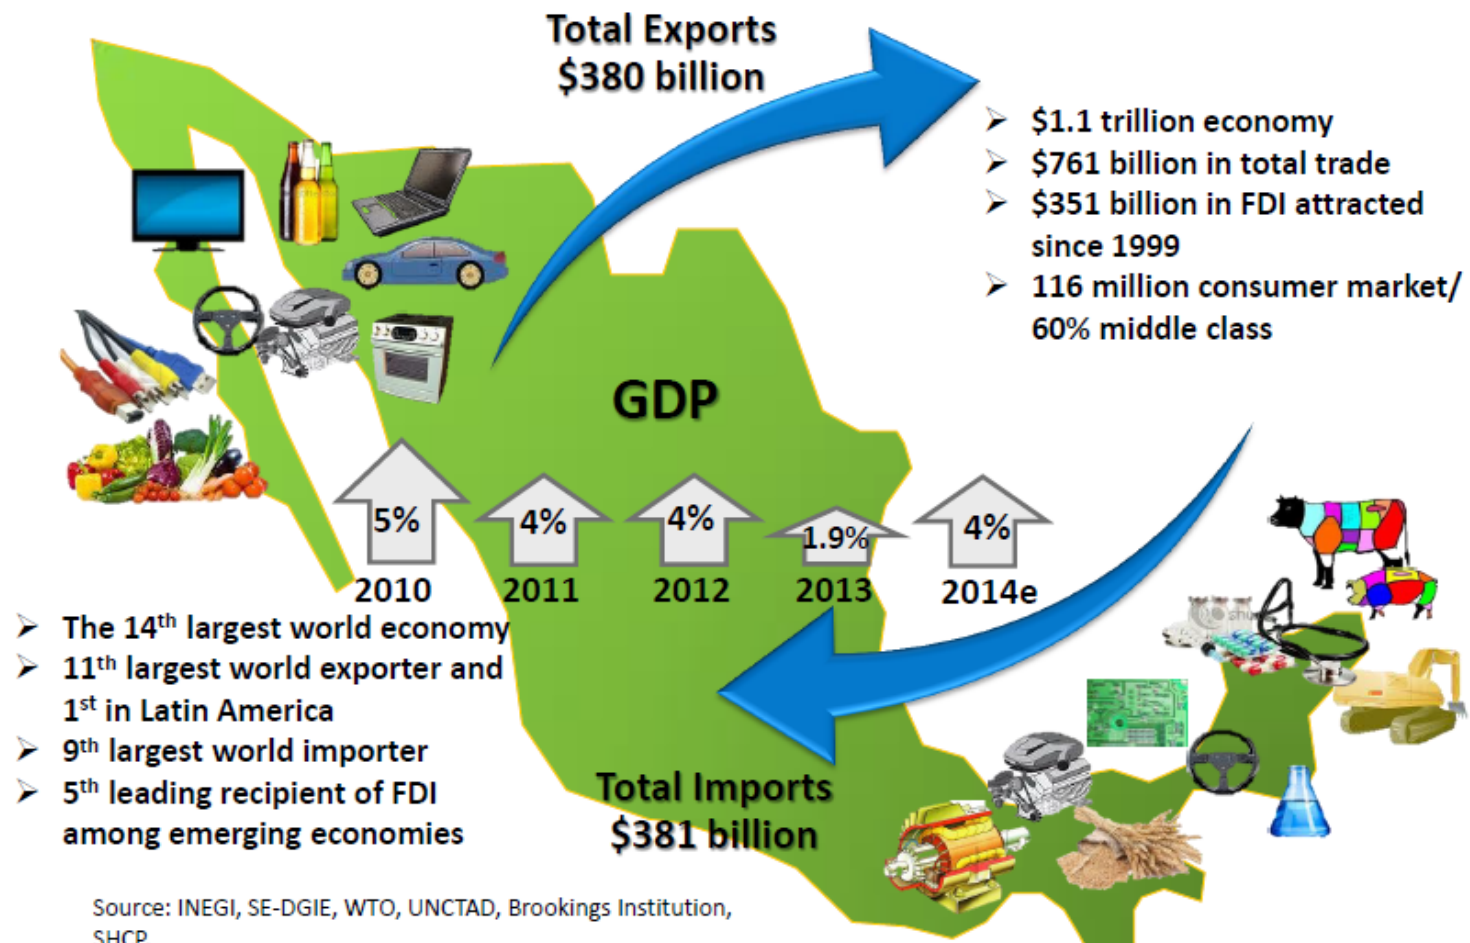 Total Exports
$380 billion
➢ $1.1 trillion economy
➢ $761 billion in total trade
➢ $351 billion in FDI attracted
since 1999
➢ 116 million consumer market/
60% middle class
GDP
5%
4%
4%
1.9%
4%
2010
2011
2012
2013
2014e
➢ The 14th largest world economy
➢ 11th largest world exporter and
1st in Latin America
➢ 9th largest world importer
➢ 5th leading recipient of FDI
among emerging economies
Total Imports
$381 billion
Source: INEGI, SE-DGIE, WTO, UNCTAD, Brookings Institution,
SHCP